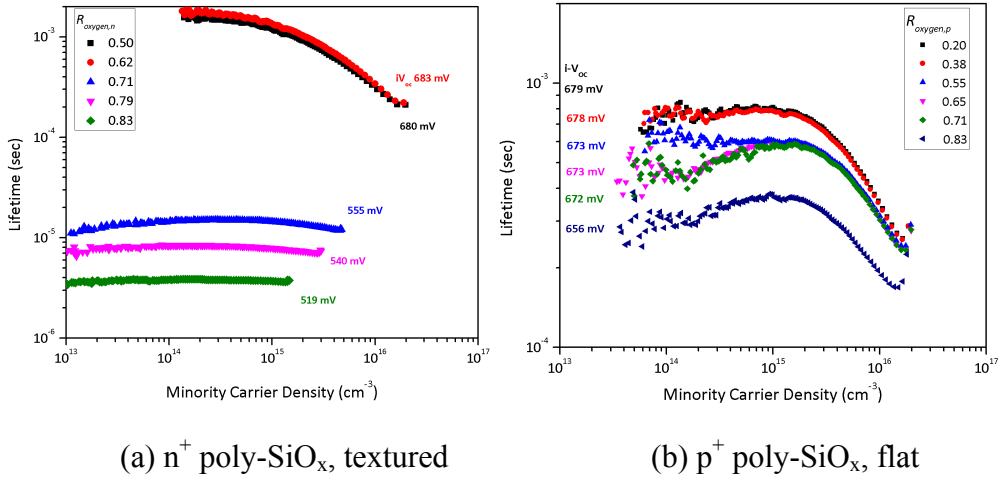 R_oxygen,n
0.50
0.62
0.71
0.79
0.83
10^-3
10^-4
10^-5
10^-6
Lifetime (sec)
iV_oc 683 mV
680 mV
555 mV
540 mV
519 mV
10^13 10^14 10^15 10^16 10^17
Minority Carrier Density (cm^-3)
R_oxygen,p
0.20
0.38
0.55
0.65
0.71
0.83
10^-3
10^-4
Lifetime (sec)
i-V_oc
679 mV
678 mV
673 mV
673 mV
672 mV
656 mV
10^13 10^14 10^15 10^16 10^17
Minority Carrier Density (cm^-3)
(a) n^+ poly-SiO_x, textured
(b) p^+ poly-SiO_x, flat